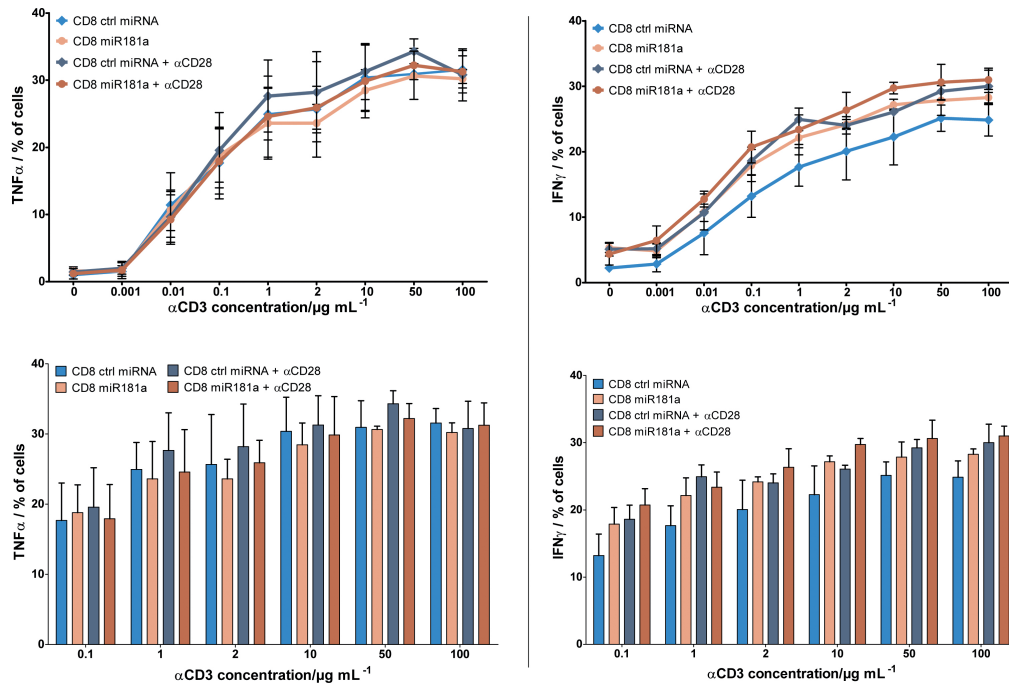 CD8 ctrl miRNA
CD8 miR181a
CD8 ctrl miRNA + αCD28
CD8 miR181a + αCD28
TNFα / % of cells
40
30
20
10
0
0 0.001 0.01 0.1 1 2 10 50 100
αCD3 concentration/µg mL⁻¹
CD8 ctrl miRNA
CD8 miR181a
CD8 ctrl miRNA + αCD28
CD8 miR181a + αCD28
IFNγ / % of cells
40
30
20
10
0
0 0.001 0.01 0.1 1 2 10 50 100
αCD3 concentration/µg mL⁻¹
CD8 ctrl miRNA CD8 ctrl miRNA + αCD28
CD8 miR181a CD8 miR181a + αCD28
TNFα / % of cells
40
30
20
10
0
0.1 1 2 10 50 100
αCD3 concentration/µg mL⁻¹
CD8 ctrl miRNA
CD8 miR181a
CD8 ctrl miRNA + αCD28
CD8 miR181a + αCD28
IFNγ / % of cells
40
30
20
10
0
0.1 1 2 10 50 100
αCD3 concentration/µg mL⁻¹